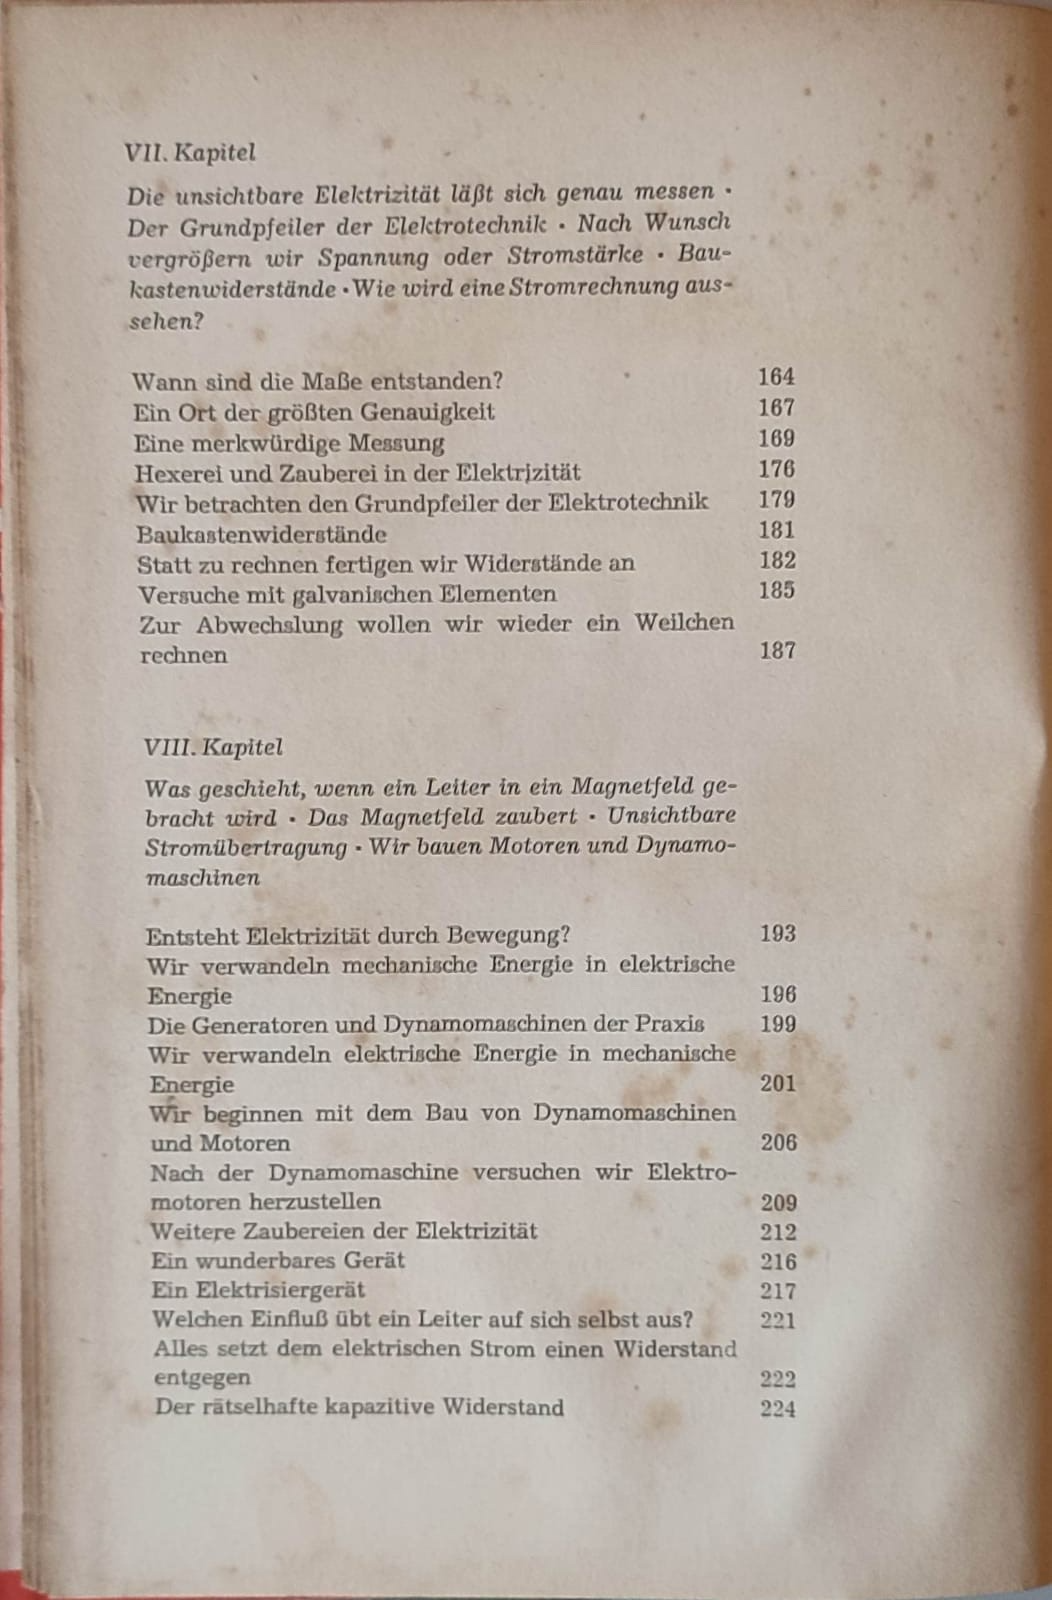 VII. Kapitel
Die unsichtbare Elektrizität läßt sich genau messen ·
Der Grundpfeiler der Elektrotechnik · Nach Wunsch
vergrößern wir Spannung oder Stromstärke · Bau-
kastenwiderstände · Wie wird eine Stromrechnung aus-
sehen?
Wann sind die Maße entstanden? 164
Ein Ort der größten Genauigkeit 167
Eine merkwürdige Messung 169
Hexerei und Zauberei in der Elektrizität 176
Wir betrachten den Grundpfeiler der Elektrotechnik 179
Baukastenwiderstände 181
Statt zu rechnen fertigen wir Widerstände an 182
Versuche mit galvanischen Elementen 185
Zur Abwechslung wollen wir wieder ein Weilchen
rechnen 187
VIII. Kapitel
Was geschieht, wenn ein Leiter in ein Magnetfeld ge-
bracht wird · Das Magnetfeld zaubert · Unsichtbare
Stromübertragung · Wir bauen Motoren und Dynamo-
maschinen
Entsteht Elektrizität durch Bewegung? 193
Wir verwandeln mechanische Energie in elektrische
Energie 196
Die Generatoren und Dynamomaschinen der Praxis 199
Wir verwandeln elektrische Energie in mechanische
Energie 201
Wir beginnen mit dem Bau von Dynamomaschinen
und Motoren 206
Nach der Dynamomaschine versuchen wir Elektro-
motoren herzustellen 209
Weitere Zaubereien der Elektrizität 212
Ein wunderbares Gerät 216
Ein Elektrisiergerät 217
Welchen Einfluß übt ein Leiter auf sich selbst aus? 221
Alles setzt dem elektrischen Strom einen Widerstand
entgegen 222
Der rätselhafte kapazitive Widerstand 224